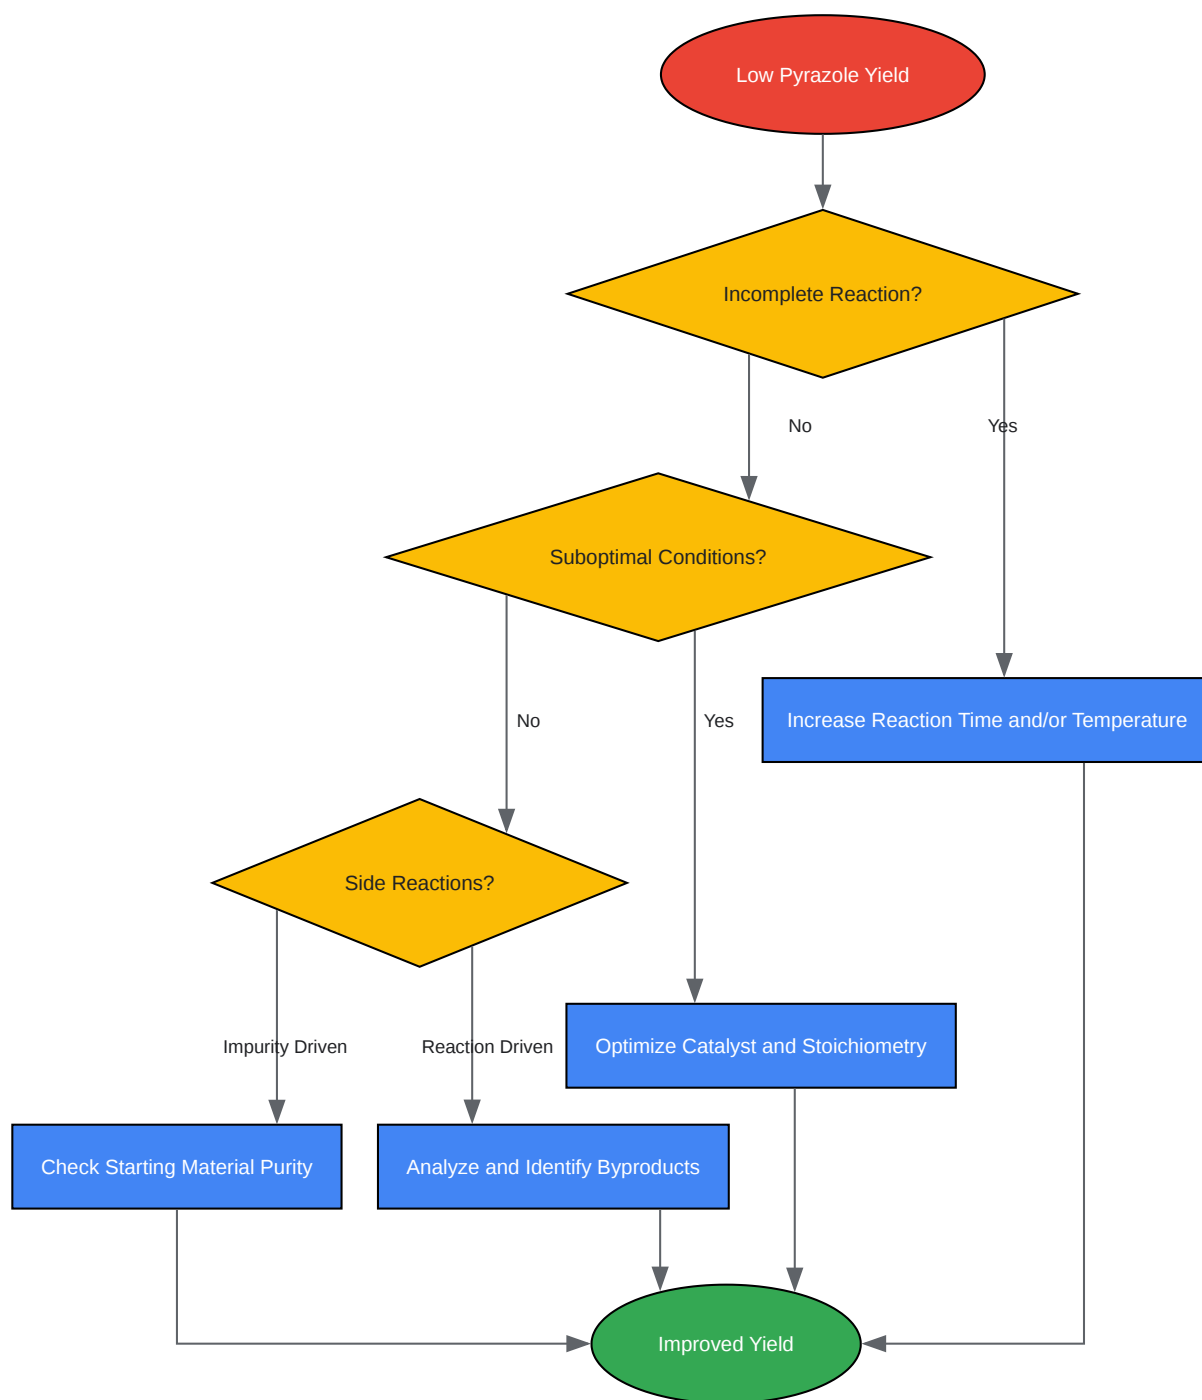 Low Pyrazole Yield
Incomplete Reaction?
No
Yes
Suboptimal Conditions?
Increase Reaction Time and/or Temperature
No
Yes
Side Reactions?
Impurity Driven
Reaction Driven
Optimize Catalyst and Stoichiometry
Check Starting Material Purity
Analyze and Identify Byproducts
Improved Yield